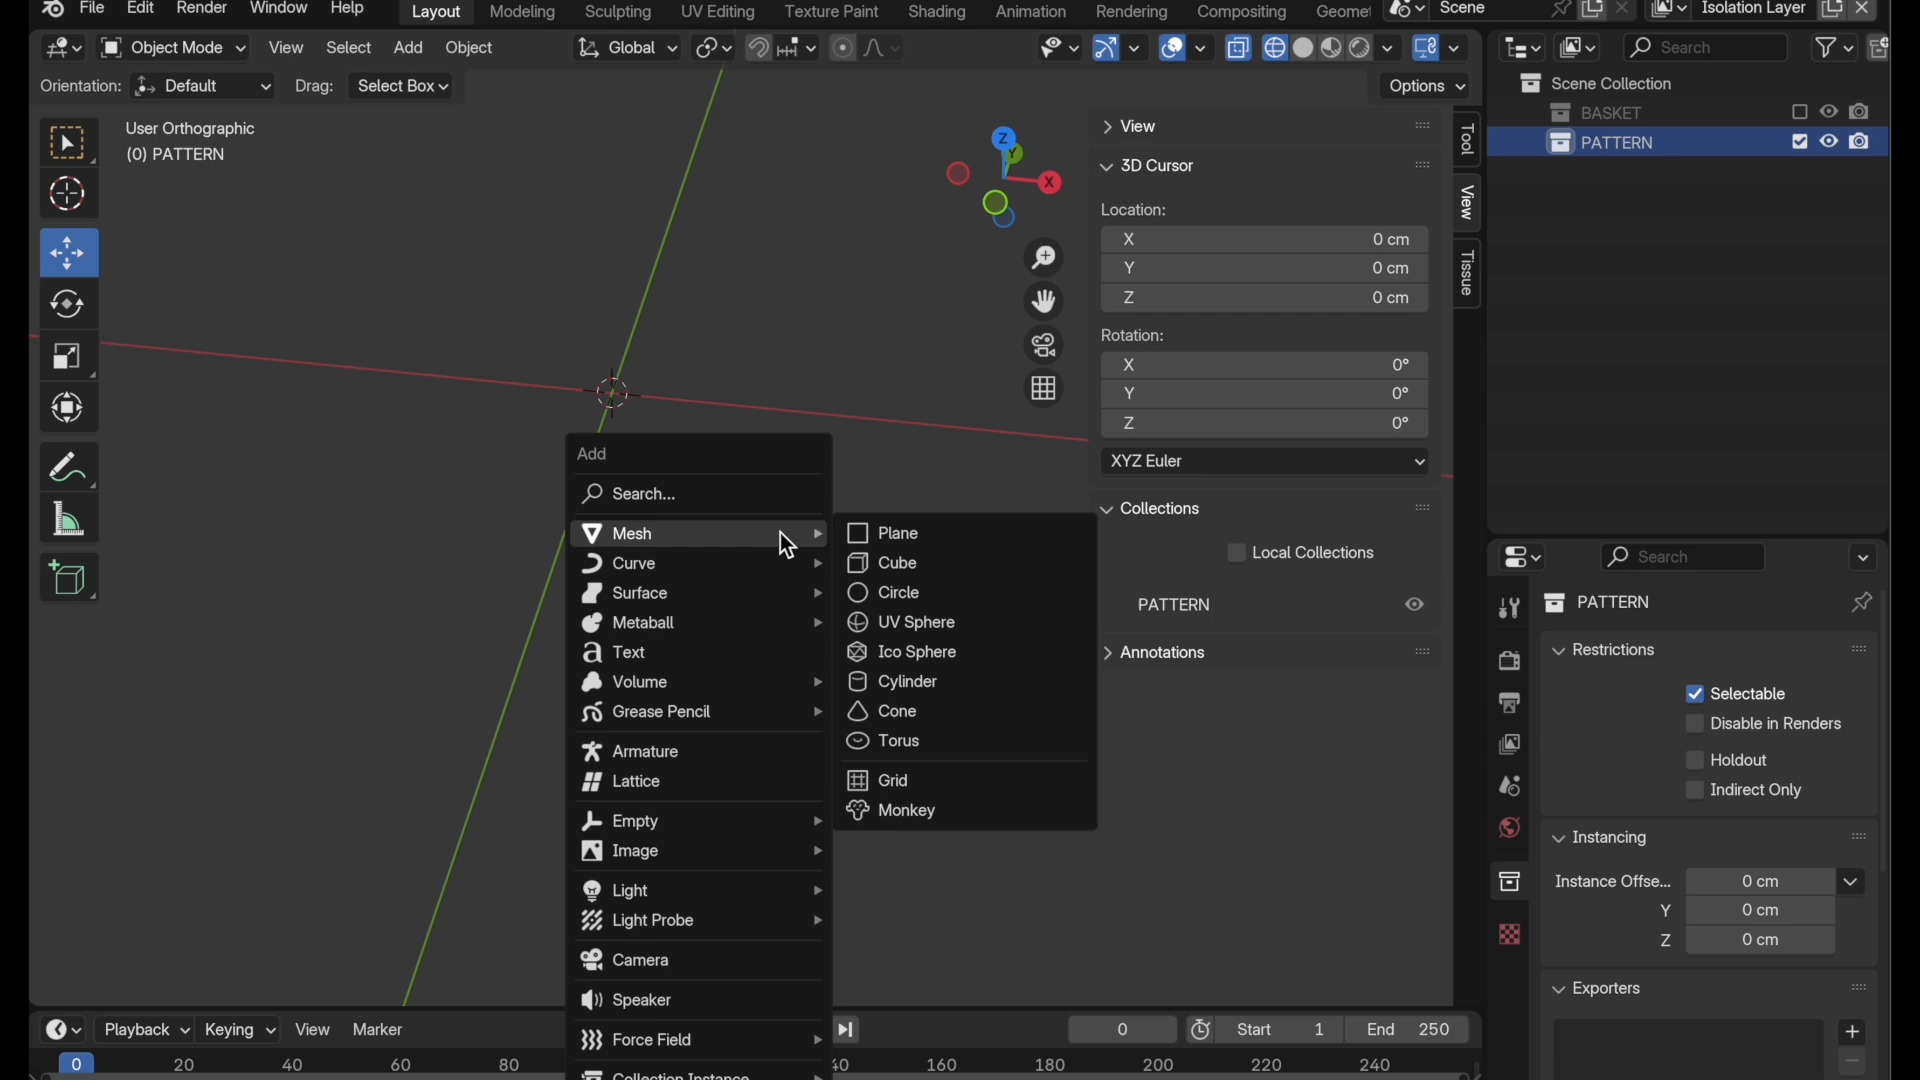 File Edit Render Window Help Layout Modeling Sculpting UV Editing Texture Paint Shading Animation Rendering Compositing Geomet Scene Isolation Layer
Object Mode View Select Add Object Global Search
Orientation: Default Drag: Select Box Options
User Orthographic
(0) PATTERN
Z
Y
X
View
3D Cursor
Location:
X 0 cm
Y 0 cm
Z 0 cm
Rotation:
X 0°
Y 0°
Z 0°
XYZ Euler
Collections
Local Collections
PATTERN
Annotations
Tool
View
Tissue
Scene Collection
BASKET
PATTERN
Add
Search...
Mesh
Curve
Surface
Metaball
Text
Volume
Grease Pencil
Armature
Lattice
Empty
Image
Light
Light Probe
Camera
Speaker
Force Field
Collection Instance
Plane
Cube
Circle
UV Sphere
Ico Sphere
Cylinder
Cone
Torus
Grid
Monkey
Search
PATTERN
Restrictions
Selectable
Disable in Renders
Holdout
Indirect Only
Instancing
Instance Offse... 0 cm
Y 0 cm
Z 0 cm
Exporters
Playback Keying View Marker 0 Start 1 End 250
0 20 40 60 80 40 160 180 200 220 240